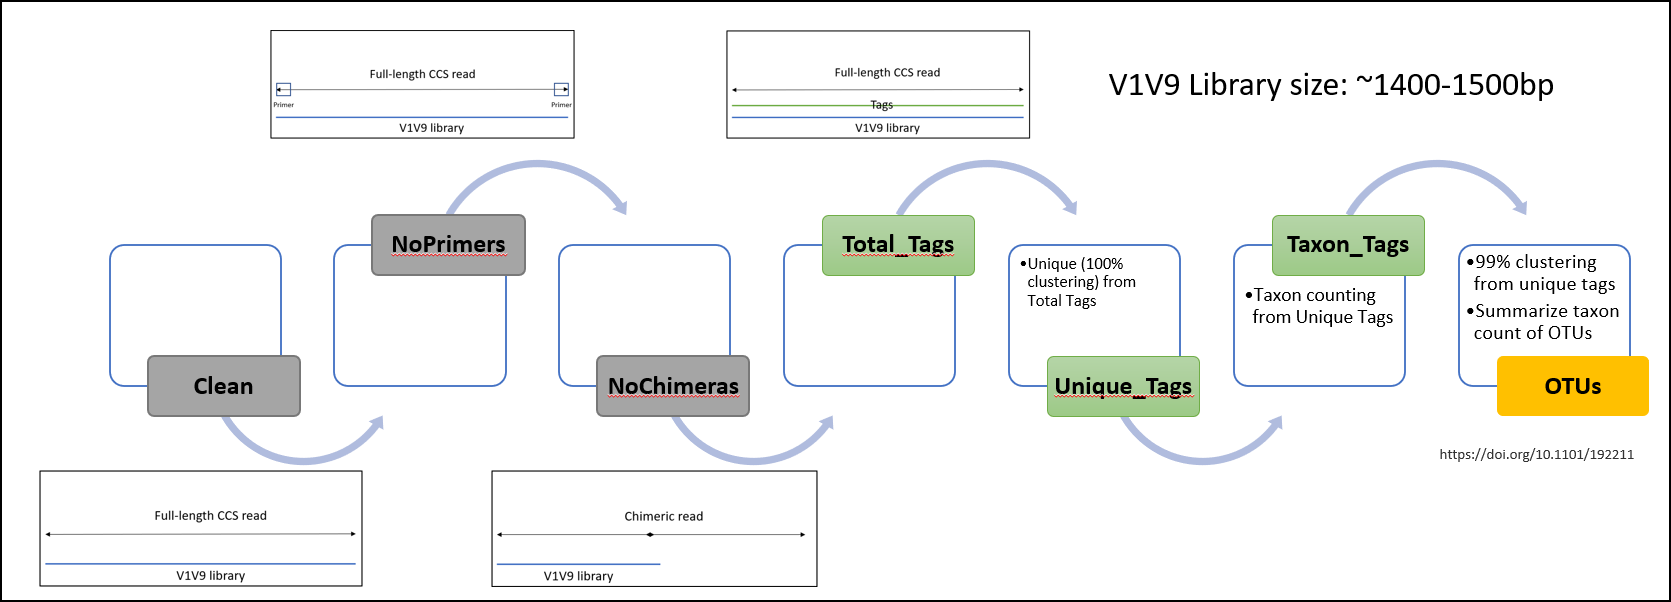 V1V9 Library size: ~1400-1500bp
Full-length CCS read
Primer
Primer
V1V9 library
Full-length CCS read
Tags
V1V9 library
Clean
NoPrimers
NoChimeras
Total_Tags
•Unique (100%
clustering) from
Total Tags
Unique_Tags
Taxon_Tags
•Taxon counting
from Unique Tags
•99% clustering
from unique tags
•Summarize taxon
count of OTUs
OTUs
https://doi.org/10.1101/192211
Full-length CCS read
V1V9 library
Chimeric read
V1V9 library